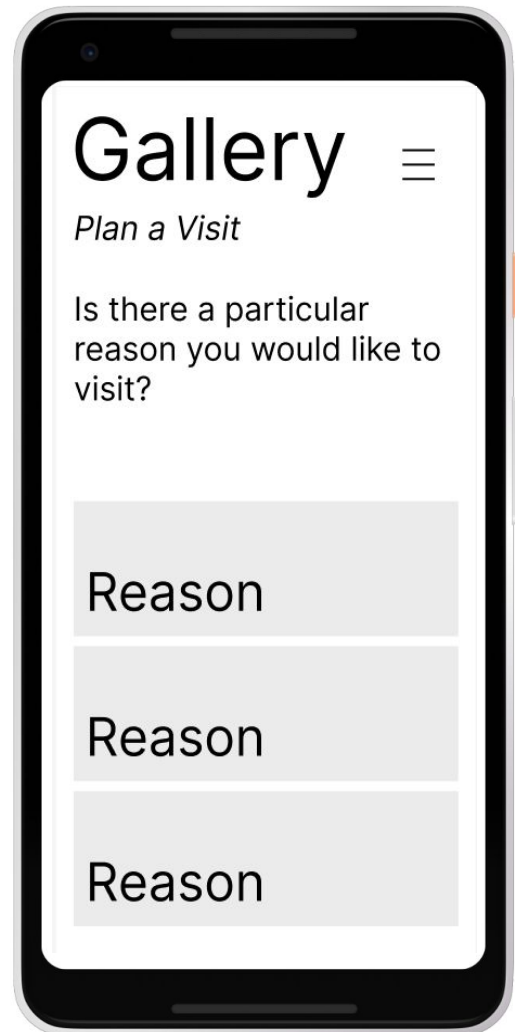 Gallery
Plan a Visit
Is there a particular
reason you would like to
visit?
Reason
Reason
Reason